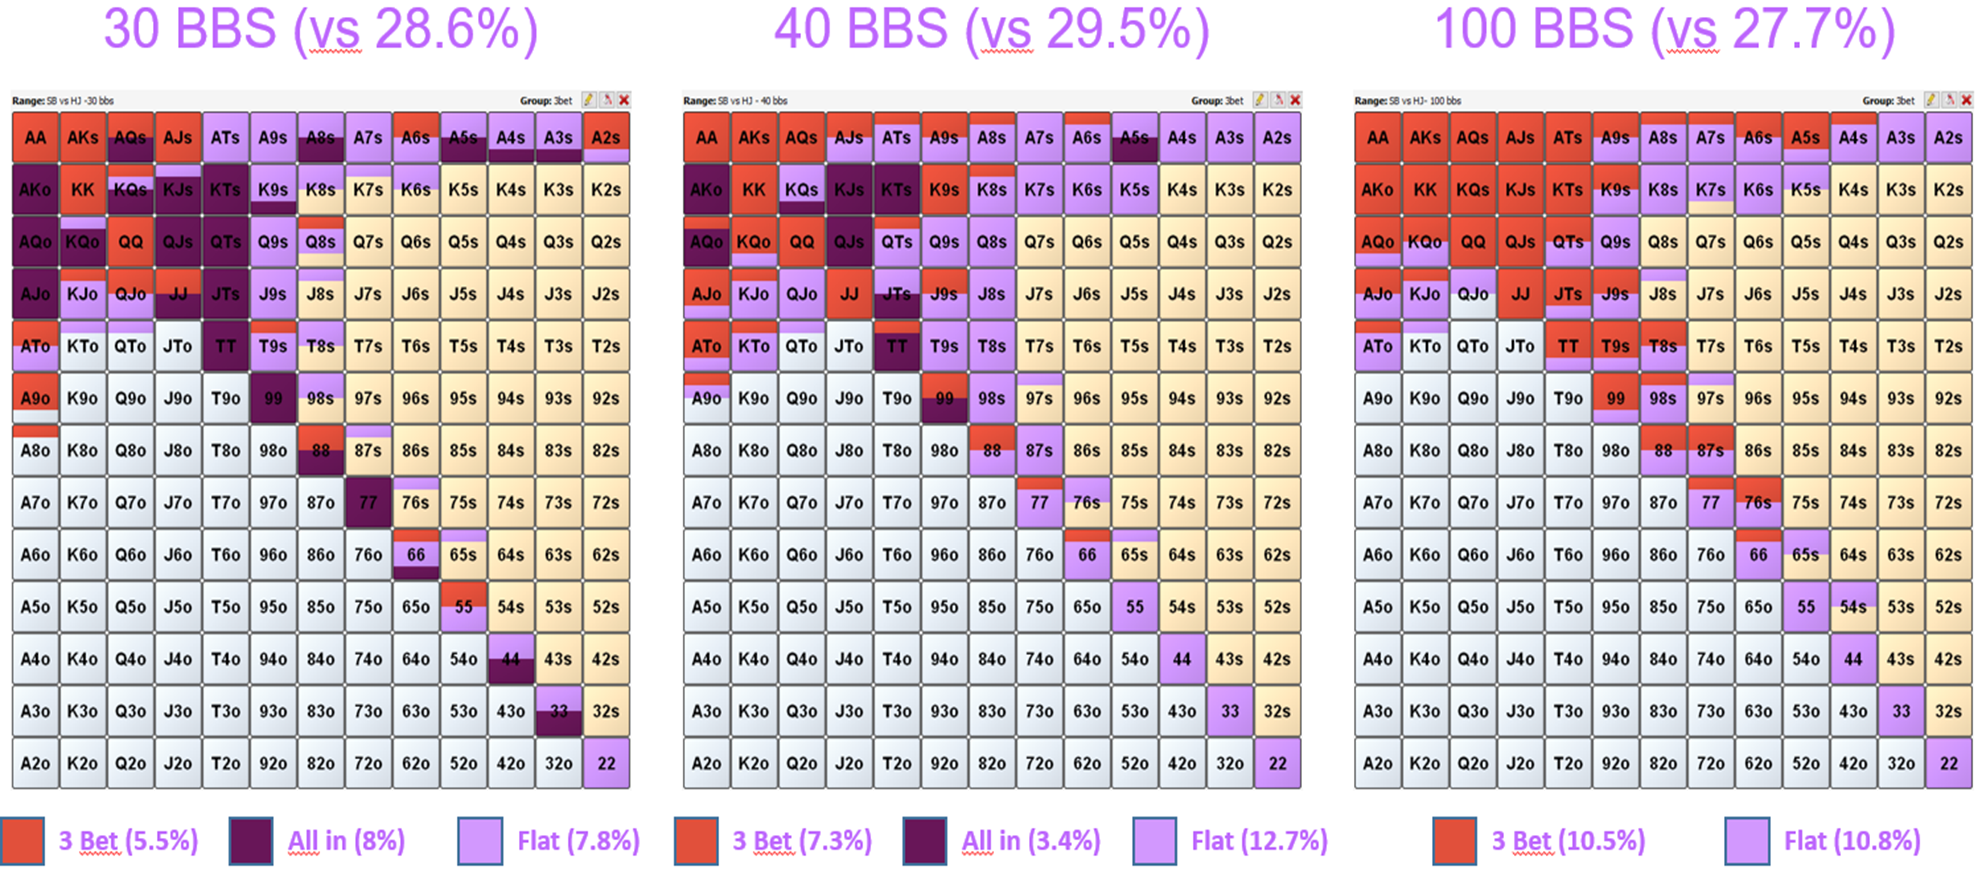 30 BBS (vs 28.6%)
40 BBS (vs 29.5%)
100 BBS (vs 27.7%)
Range: SB vs HJ -30 bbs Group: 3bet
Range: SB vs HJ - 40 bbs Group: 3bet
Range: SB vs HJ- 100 bbs Group: 3bet
AA AKs AQs AJs ATs A9s A8s A7s A6s A5s A4s A3s A2s
AKo KK KQs KJs KTs K9s K8s K7s K6s K5s K4s K3s K2s
AQo KQo QQ QJs QTs Q9s Q8s Q7s Q6s Q5s Q4s Q3s Q2s
AJo KJo QJo JJ JTs J9s J8s J7s J6s J5s J4s J3s J2s
ATo KTo QTo JTo TT T9s T8s T7s T6s T5s T4s T3s T2s
A9o K9o Q9o J9o T9o 99 98s 97s 96s 95s 94s 93s 92s
A8o K8o Q8o J8o T8o 98o 88 87s 86s 85s 84s 83s 82s
A7o K7o Q7o J7o T7o 97o 87o 77 76s 75s 74s 73s 72s
A6o K6o Q6o J6o T6o 96o 86o 76o 66 65s 64s 63s 62s
A5o K5o Q5o J5o T5o 95o 85o 75o 65o 55 54s 53s 52s
A4o K4o Q4o J4o T4o 94o 84o 74o 64o 54o 44 43s 42s
A3o K3o Q3o J3o T3o 93o 83o 73o 63o 53o 43o 33 32s
A2o K2o Q2o J2o T2o 92o 82o 72o 62o 52o 42o 32o 22
AA AKs AQs AJs ATs A9s A8s A7s A6s A5s A4s A3s A2s
AKo KK KQs KJs KTs K9s K8s K7s K6s K5s K4s K3s K2s
AQo KQo QQ QJs QTs Q9s Q8s Q7s Q6s Q5s Q4s Q3s Q2s
AJo KJo QJo JJ JTs J9s J8s J7s J6s J5s J4s J3s J2s
ATo KTo QTo JTo TT T9s T8s T7s T6s T5s T4s T3s T2s
A9o K9o Q9o J9o T9o 99 98s 97s 96s 95s 94s 93s 92s
A8o K8o Q8o J8o T8o 98o 88 87s 86s 85s 84s 83s 82s
A7o K7o Q7o J7o T7o 97o 87o 77 76s 75s 74s 73s 72s
A6o K6o Q6o J6o T6o 96o 86o 76o 66 65s 64s 63s 62s
A5o K5o Q5o J5o T5o 95o 85o 75o 65o 55 54s 53s 52s
A4o K4o Q4o J4o T4o 94o 84o 74o 64o 54o 44 43s 42s
A3o K3o Q3o J3o T3o 93o 83o 73o 63o 53o 43o 33 32s
A2o K2o Q2o J2o T2o 92o 82o 72o 62o 52o 42o 32o 22
AA AKs AQs AJs ATs A9s A8s A7s A6s A5s A4s A3s A2s
AKo KK KQs KJs KTs K9s K8s K7s K6s K5s K4s K3s K2s
AQo KQo QQ QJs QTs Q9s Q8s Q7s Q6s Q5s Q4s Q3s Q2s
AJo KJo QJo JJ JTs J9s J8s J7s J6s J5s J4s J3s J2s
ATo KTo QTo JTo TT T9s T8s T7s T6s T5s T4s T3s T2s
A9o K9o Q9o J9o T9o 99 98s 97s 96s 95s 94s 93s 92s
A8o K8o Q8o J8o T8o 98o 88 87s 86s 85s 84s 83s 82s
A7o K7o Q7o J7o T7o 97o 87o 77 76s 75s 74s 73s 72s
A6o K6o Q6o J6o T6o 96o 86o 76o 66 65s 64s 63s 62s
A5o K5o Q5o J5o T5o 95o 85o 75o 65o 55 54s 53s 52s
A4o K4o Q4o J4o T4o 94o 84o 74o 64o 54o 44 43s 42s
A3o K3o Q3o J3o T3o 93o 83o 73o 63o 53o 43o 33 32s
A2o K2o Q2o J2o T2o 92o 82o 72o 62o 52o 42o 32o 22
3 Bet (5.5%) All in (8%) Flat (7.8%)
3 Bet (7.3%) All in (3.4%) Flat (12.7%)
3 Bet (10.5%) Flat (10.8%)